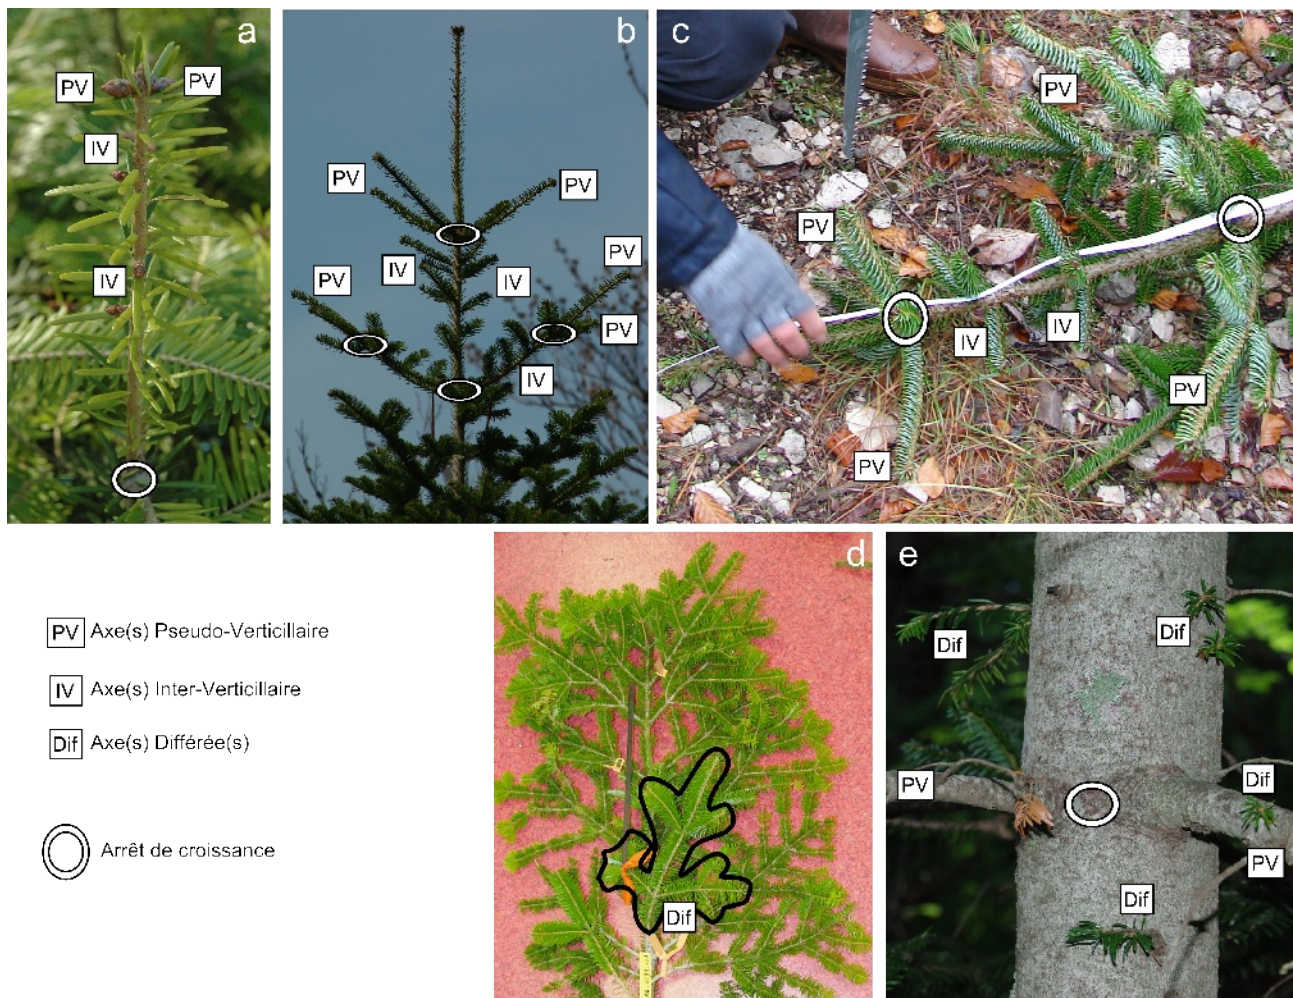 a
PV
PV
IV
IV
b
PV
PV
IV
IV
PV
PV
PV
IV
c
PV
PV
IV
IV
PV
PV
PV Axe(s) Pseudo-Verticillaire
IV Axe(s) Inter-Verticillaire
Dif Axe(s) Différée(s)
Arrêt de croissance
d
Dif
e
Dif
Dif
PV
Dif
PV
Dif